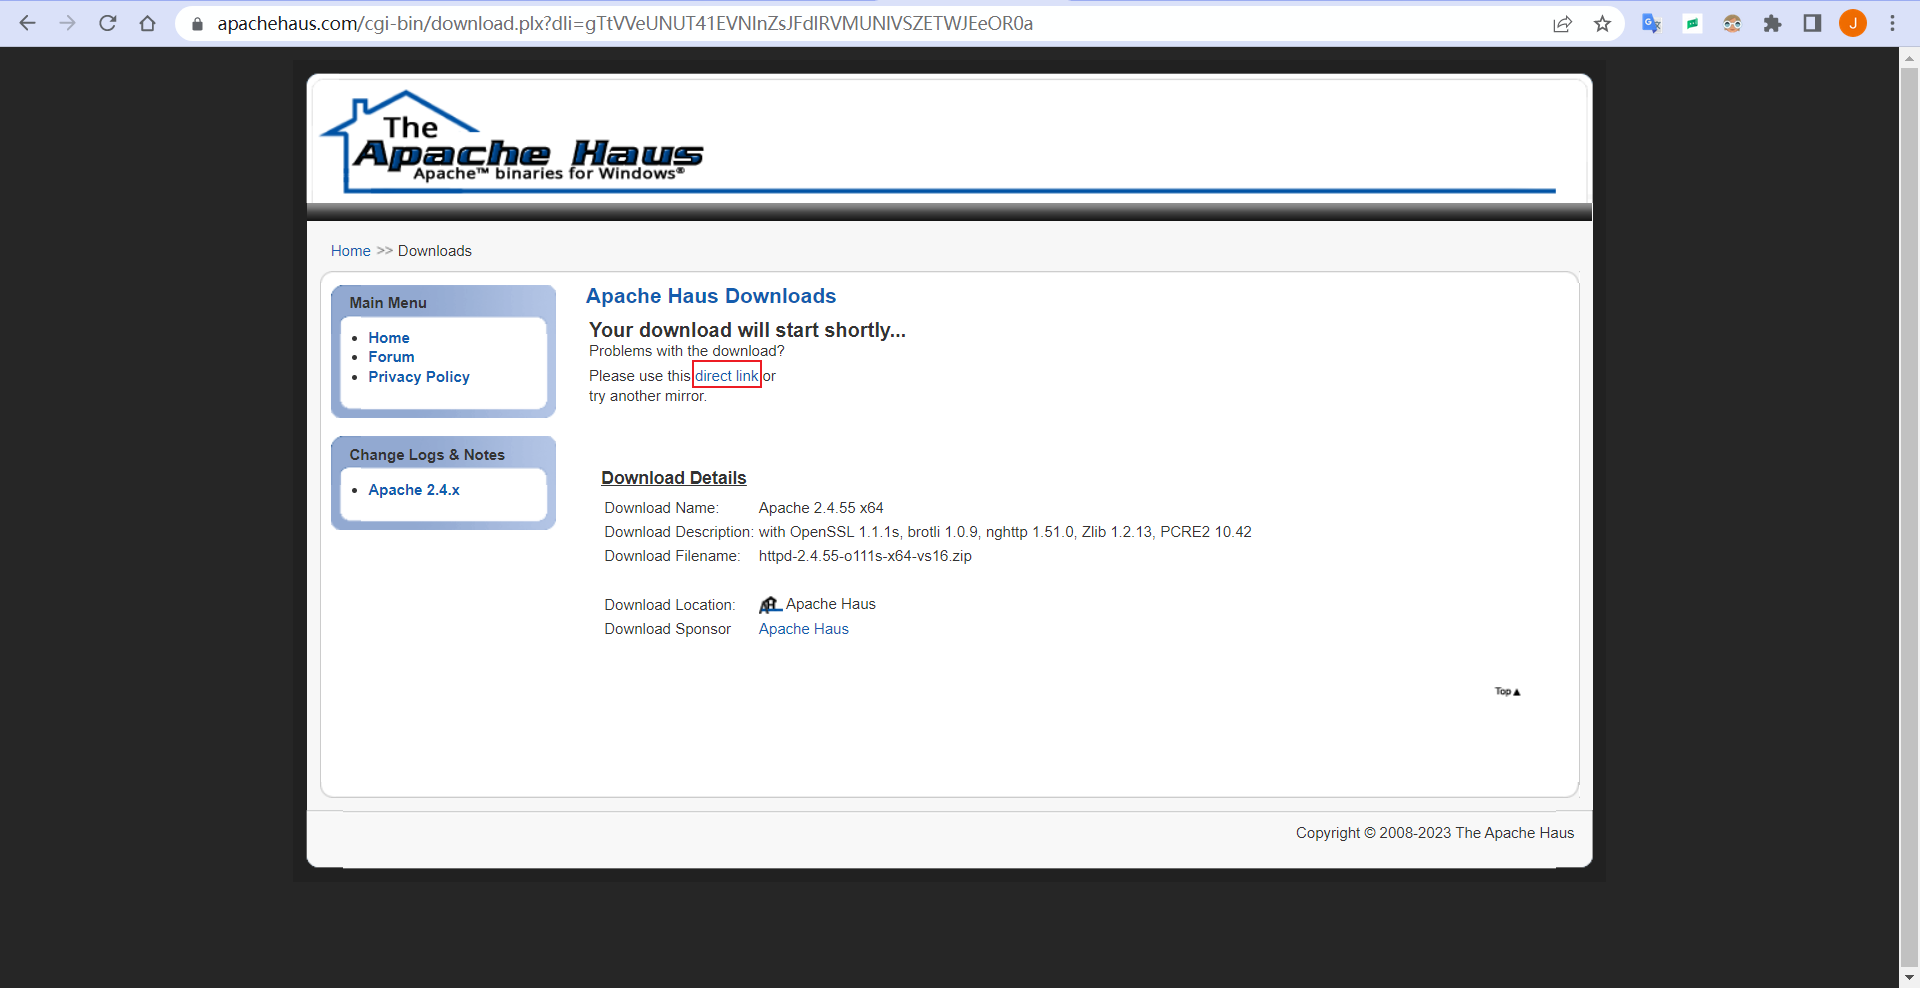 apachehaus.com/cgi-bin/download.plx?dli=gTtVVeUNUT41EVNlnZsJFdlRVMUNlVSZETWJEeOR0a
J
The
Apache Haus
Apache™ binaries for Windows®
Home >> Downloads
Main Menu
Home
Forum
Privacy Policy
Change Logs & Notes
Apache 2.4.x
Apache Haus Downloads
Your download will start shortly...
Problems with the download?
Please use this direct link or
try another mirror.
Download Details
Download Name: Apache 2.4.55 x64
Download Description: with OpenSSL 1.1.1s, brotli 1.0.9, nghttp 1.51.0, Zlib 1.2.13, PCRE2 10.42
Download Filename: httpd-2.4.55-o111s-x64-vs16.zip
Download Location: Apache Haus
Download Sponsor Apache Haus
Top▲
Copyright © 2008-2023 The Apache Haus